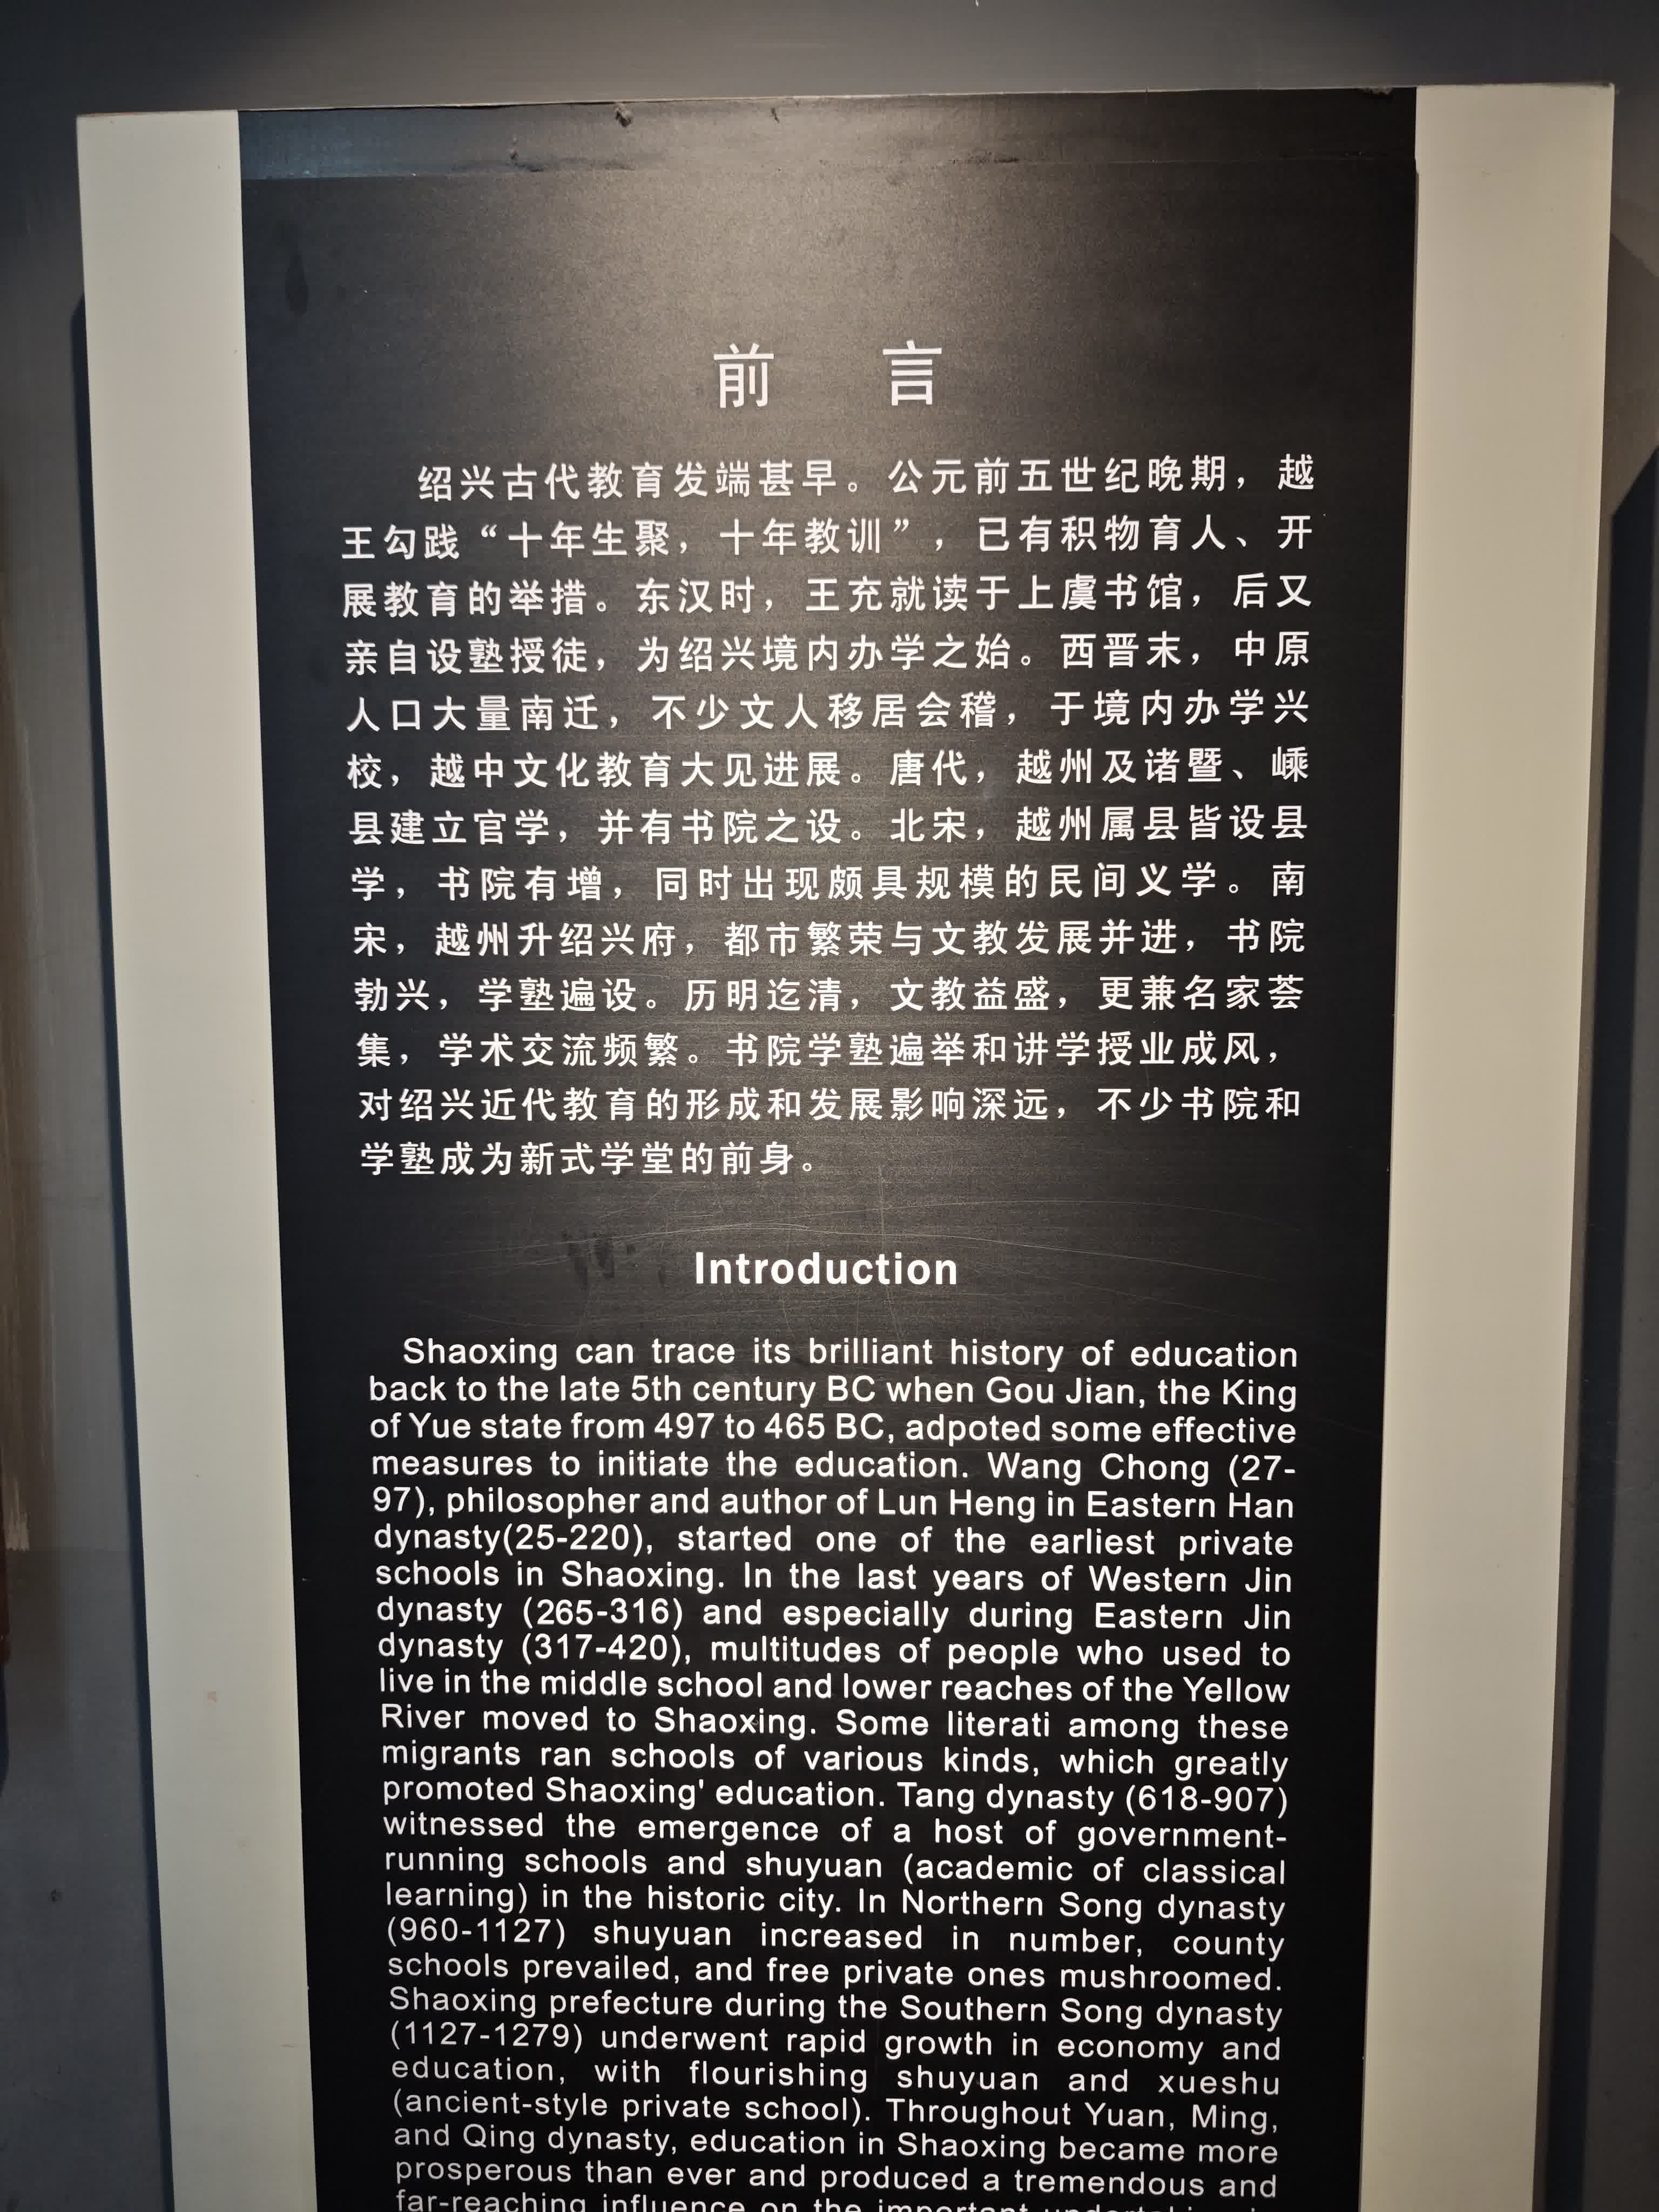 前 言
绍兴古代教育发端甚早。公元前五世纪晚期，越
王勾践“十年生聚，十年教训”，已有积物育人、开
展教育的举措。东汉时，王充就读于上虞书馆，后又
亲自设塾授徒，为绍兴境内办学之始。西晋末，中原
人口大量南迁，不少文人移居会稽，于境内办学兴
校，越中文化教育大见进展。唐代，越州及诸暨、嵊
县建立官学，并有书院之设。北宋，越州属县皆设县
学，书院有增，同时出现颇具规模的民间义学。南
宋，越州升绍兴府，都市繁荣与文教发展并进，书院
勃兴，学塾遍设。历明迄清，文教益盛，更兼名家荟
集，学术交流频繁。书院学塾遍举和讲学授业成风，
对绍兴近代教育的形成和发展影响深远，不少书院和
学塾成为新式学堂的前身。
Introduction
Shaoxing can trace its brilliant history of education
back to the late 5th century BC when Gou Jian, the King
of Yue state from 497 to 465 BC, adpoted some effective
measures to initiate the education. Wang Chong (27-
97), philosopher and author of Lun Heng in Eastern Han
dynasty(25-220), started one of the earliest private
schools in Shaoxing. In the last years of Western Jin
dynasty (265-316) and especially during Eastern Jin
dynasty (317-420), multitudes of people who used to
live in the middle school and lower reaches of the Yellow
River moved to Shaoxing. Some literati among these
migrants ran schools of various kinds, which greatly
promoted Shaoxing' education. Tang dynasty (618-907)
witnessed the emergence of a host of government-
running schools and shuyuan (academic of classical
learning) in the historic city. In Northern Song dynasty
(960-1127) shuyuan increased in number, county
schools prevailed, and free private ones mushroomed.
Shaoxing prefecture during the Southern Song dynasty
(1127-1279) underwent rapid growth in economy and
education, with flourishing shuyuan and xueshu
(ancient-style private school). Throughout Yuan, Ming,
and Qing dynasty, education in Shaoxing became more
prosperous than ever and produced a tremendous and
far-reaching influence on the important